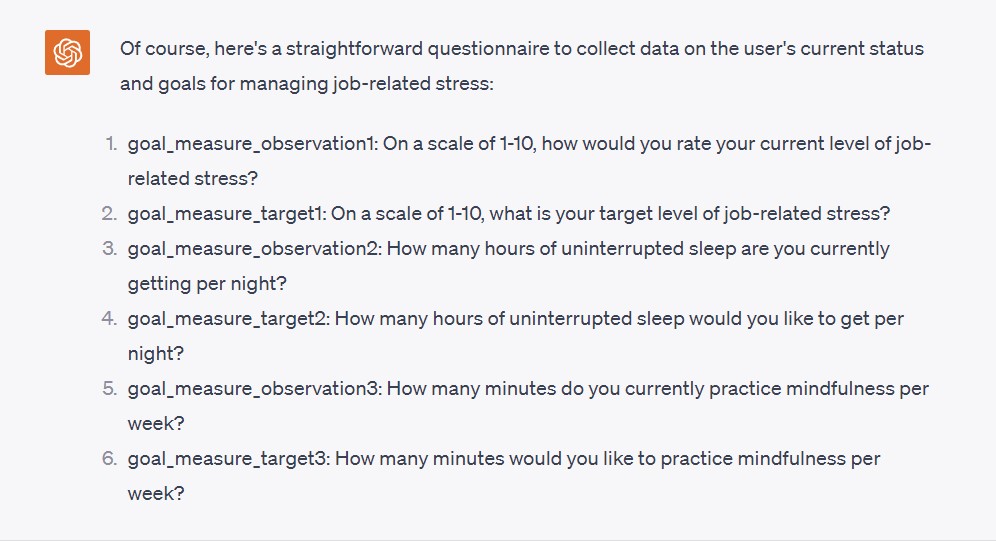 Of course, here's a straightforward questionnaire to collect data on the user's current status
and goals for managing job-related stress:
1. goal_measure_observation1: On a scale of 1-10, how would you rate your current level of job-
related stress?
2. goal_measure_target1: On a scale of 1-10, what is your target level of job-related stress?
3. goal_measure_observation2: How many hours of uninterrupted sleep are you currently
getting per night?
4. goal_measure_target2: How many hours of uninterrupted sleep would you like to get per
night?
5. goal_measure_observation3: How many minutes do you currently practice mindfulness per
week?
6. goal_measure_target3: How many minutes would you like to practice mindfulness per
week?